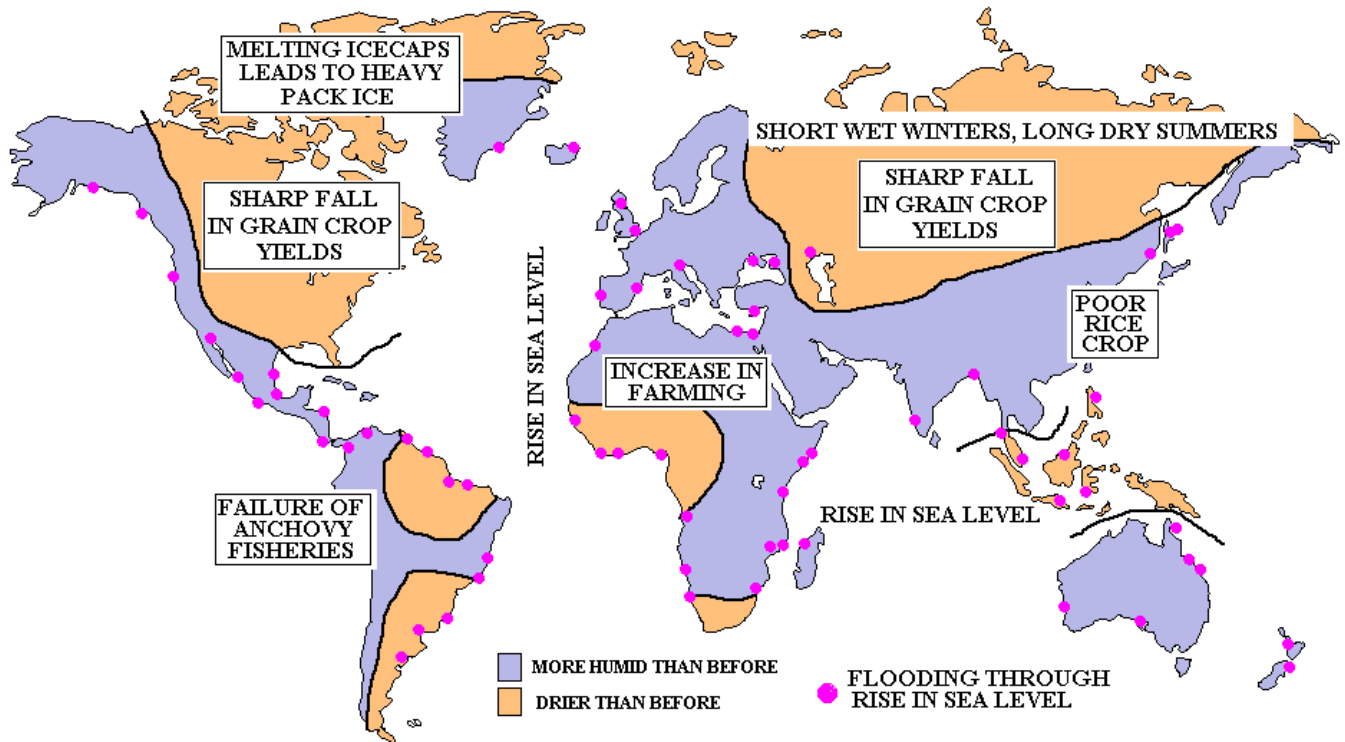 MELTING ICECAPS
LEADS TO HEAVY
PACK ICE
SHORT WET WINTERS, LONG DRY SUMMERS
SHARP FALL
IN GRAIN CROP
YIELDS
SHARP FALL
IN GRAIN CROP
YIELDS
RISE IN SEA LEVEL
POOR
RICE
CROP
INCREASE IN
FARMING
FAILURE OF
ANCHOVY
FISHERIES
RISE IN SEA LEVEL
MORE HUMID THAN BEFORE
DRIER THAN BEFORE
FLOODING THROUGH
RISE IN SEA LEVEL